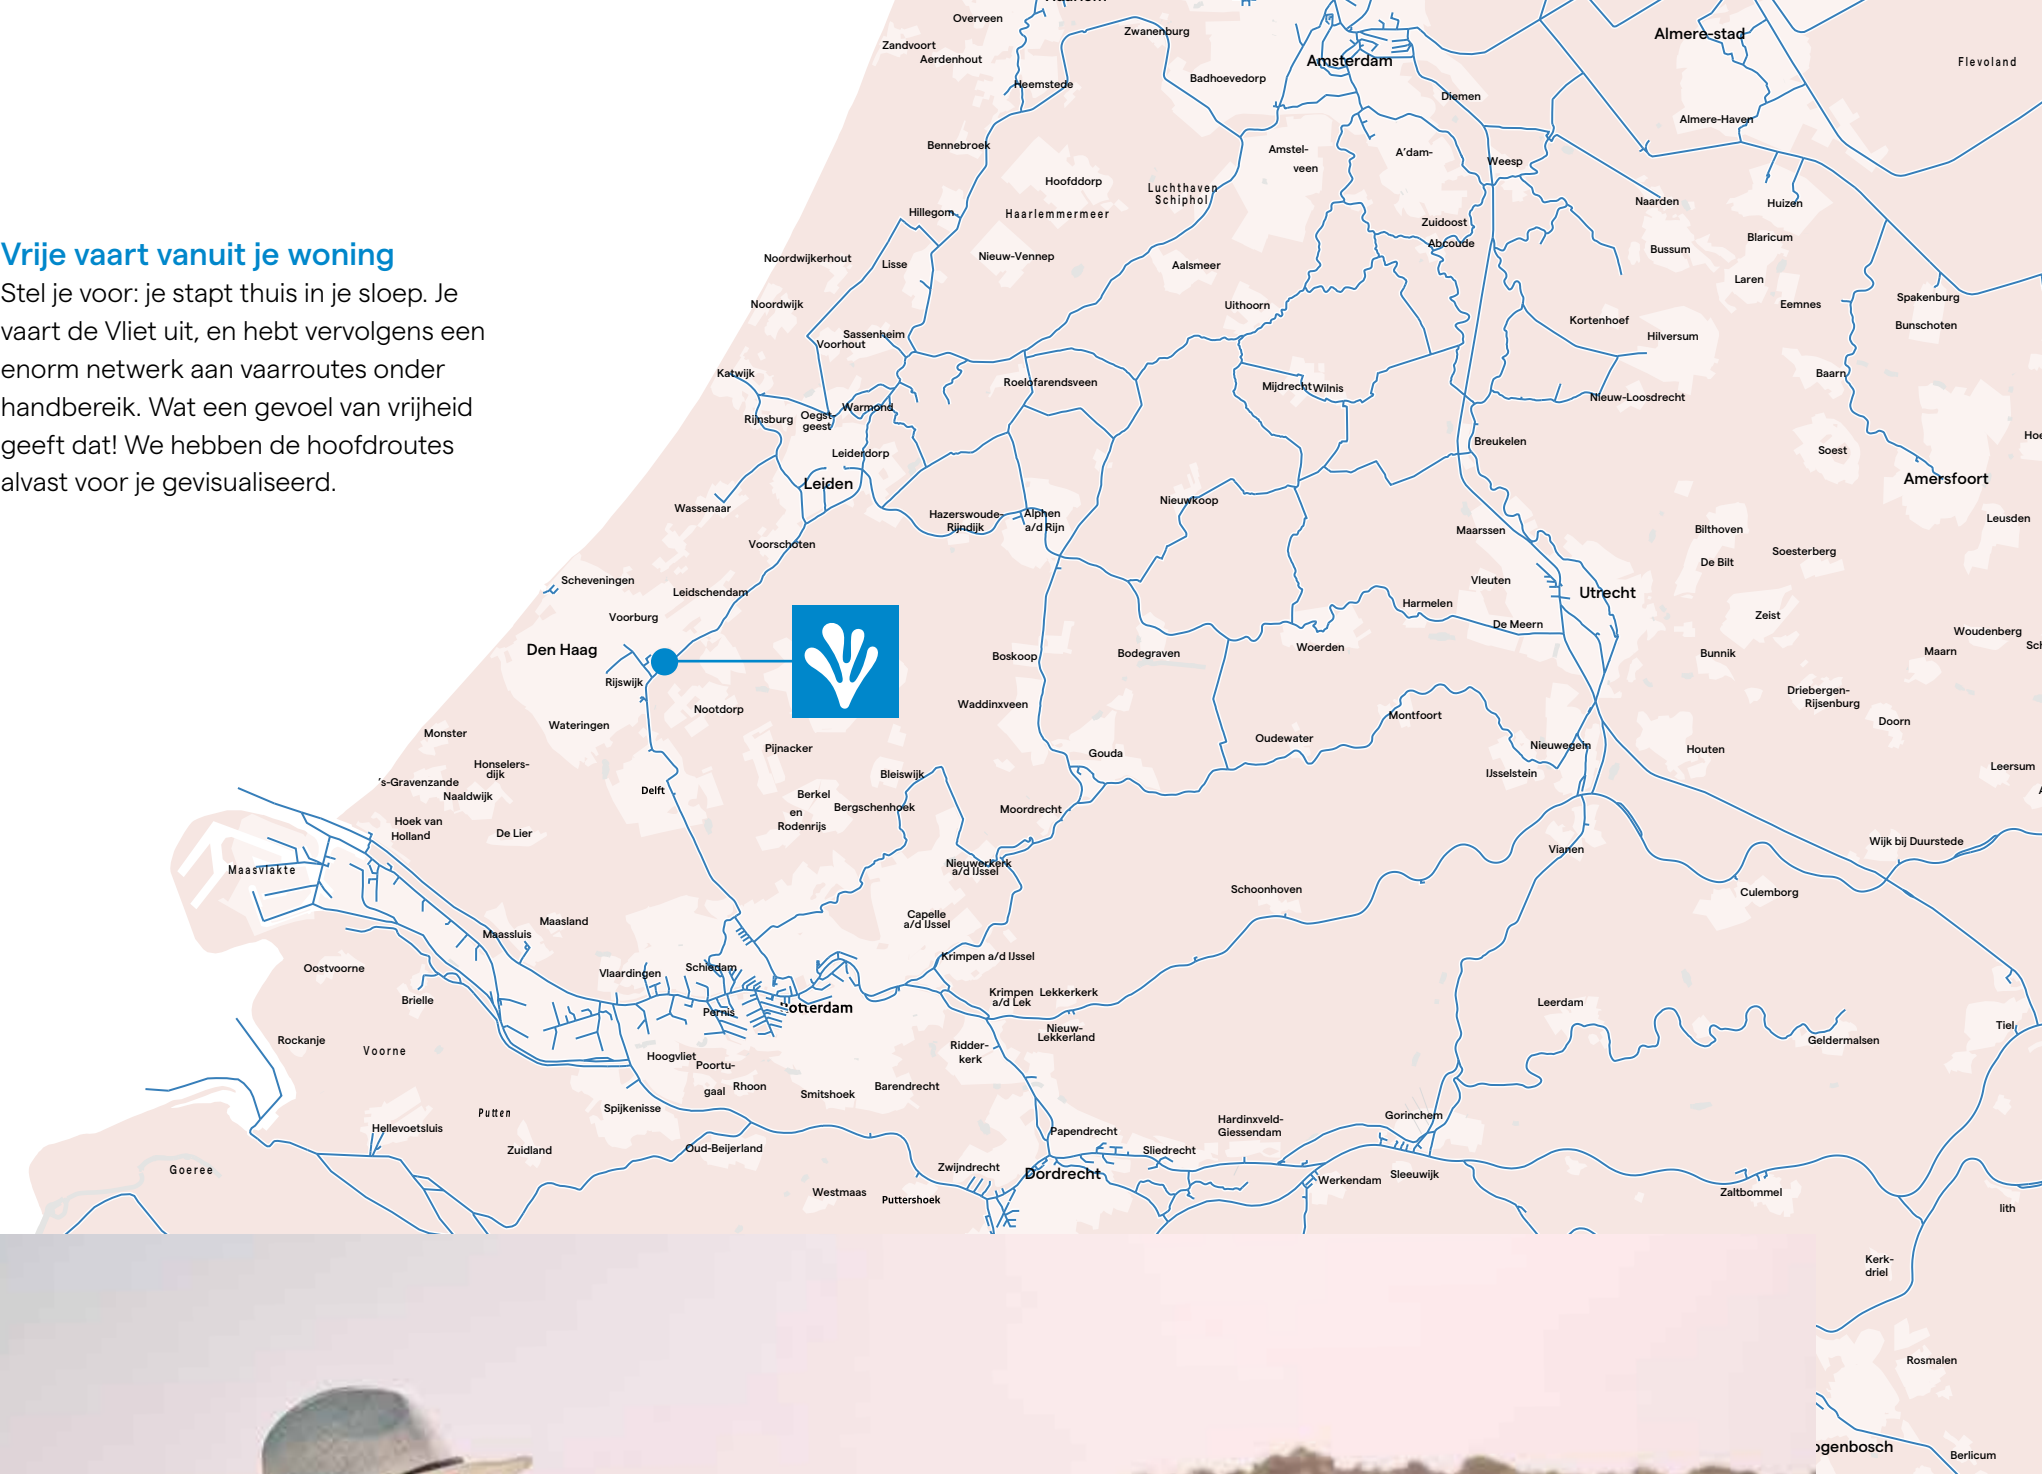 Vrije vaart vanuit je woning
Stel je voor: je stapt thuis in je sloep. Je
vaart de Vliet uit, en hebt vervolgens een
enorm netwerk aan vaarroutes onder
handbereik. Wat een gevoel van vrijheid
geeft dat! We hebben de hoofdroutes
alvast voor je gevisualiseerd.
Overveen
Zandvoort
Aerdenhout
Heemstede
Zwanenburg
Badhoevedorp
Amsterdam
Diemen
Almere-stad
Flevoland
Almere-Haven
Bennebroek
Hoofddorp
Haarlemmermeer
Luchthaven
Schiphol
Amstel-
veen
A'dam-
Zuidoost
Weesp
Abcoude
Naarden
Huizen
Bussum
Blaricum
Laren
Eemnes
Spakenburg
Bunschoten
Hillegom
Noordwijkerhout
Lisse
Nieuw-Vennep
Aalsmeer
Noordwijk
Sassenheim
Voorhout
Uithoorn
Kortenhoef
Hilversum
Katwijk
Roelofarendsveen
Mijdrecht
Wilnis
Baarn
Nieuw-Loosdrecht
Rijnsburg
Oegst-
geest
Warmond
Leiderdorp
Leiden
Breukelen
Soest
Amersfoort
Wassenaar
Hazerswoude-
Rijndijk
Alphen
a/d Rijn
Nieuwkoop
Leusden
Voorschoten
Maarssen
Bilthoven
De Bilt
Soesterberg
Scheveningen
Leidschendam
Vleuten
Utrecht
Voorburg
Harmelen
De Meern
Zeist
Den Haag
Rijswijk
Boskoop
Bodegraven
Woerden
Bunnik
Woudenberg
Maarn
Nootdorp
Waddinxveen
Driebergen-
Rijsenburg
Doorn
Wateringen
Monster
Pijnacker
Gouda
Oudewater
Montfoort
Nieuwegein
IJsselstein
Houten
Leersum
Honselers-
dijk
's-Gravenzande
Naaldwijk
Delft
Bleiswijk
Berkel
en
Rodenrijs
Bergschenhoek
Moordrecht
Hoek van
Holland
De Lier
Nieuwerkerk
a/d IJssel
Vianen
Wijk bij Duurstede
Maasvlakte
Schoonhoven
Culemborg
Maasland
Maassluis
Capelle
a/d IJssel
Oostvoorne
Vlaardingen
Schiedam
Krimpen a/d IJssel
Brielle
Pernis
Krimpen
a/d Lek
Lekkerkerk
Leerdam
Rockanje
Voorne
Nieuw-
Lekkerland
Ridder-
kerk
Geldermalsen
Tiel
Hoogvliet
Poortu-
gaal
Rhoon
Smitshoek
Barendrecht
Spijkenisse
Putten
Hellevoetsluis
Zuidland
Oud-Beijerland
Papendrecht
Hardinxveld-
Giessendam
Gorinchem
Sliedrecht
Goeree
Zwijndrecht
Dordrecht
Werkendam
Sleeuwijk
Westmaas
Puttershoek
Zaltbommel
lith
Kerk-
driel
Rosmalen
Berlicum